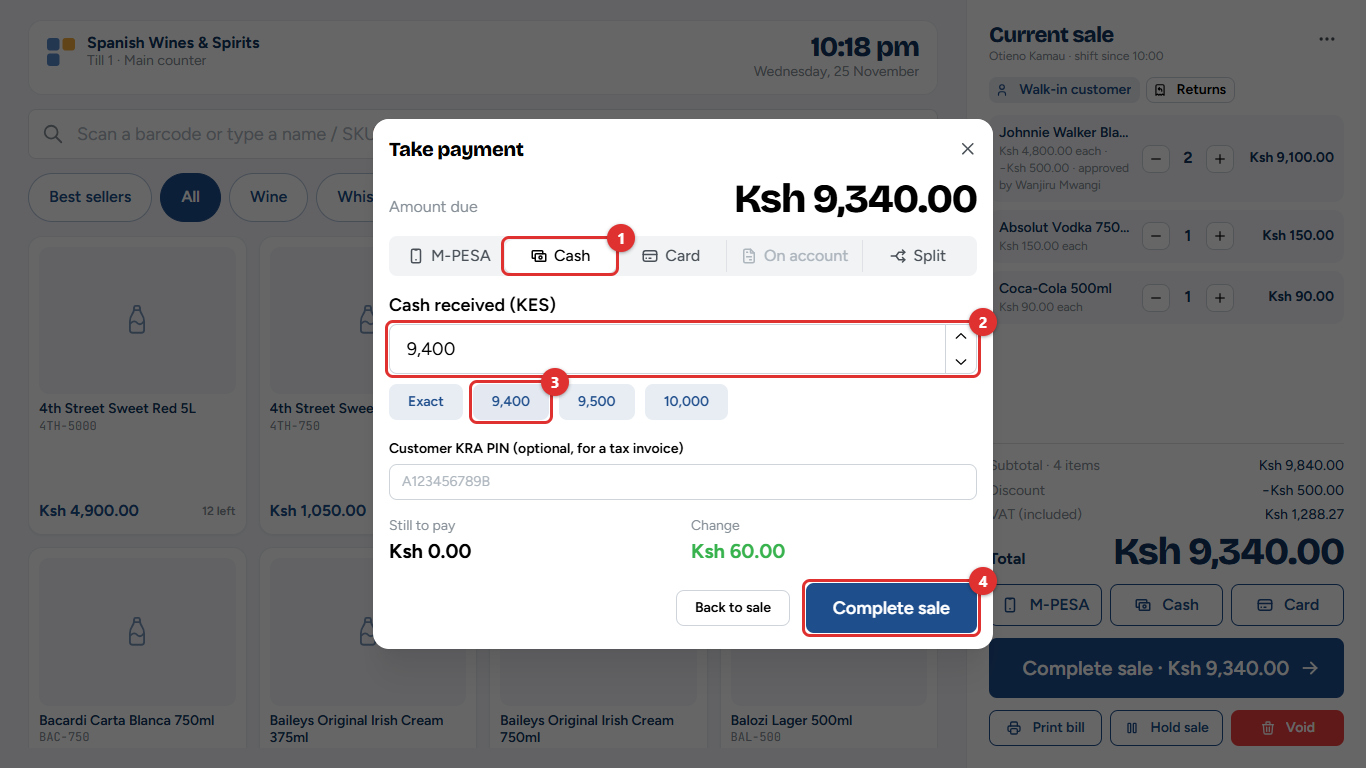 Spanish Wines & Spirits
Till 1 · Main counter
10:18 pm
Wednesday, 25 November
Scan a barcode or type a name / SKU
Best sellers
All
Wine
Whis
4th Street Sweet Red 5L
4TH-5000
Ksh 4,900.00
12 left
4th Street Swee
4TH-750
Ksh 1,050.00
Bacardi Carta Blanca 750ml
BAC-750
Baileys Original Irish Cream
375ml
Baileys Original Irish Cream
750ml
Balozi Lager 500ml
BAL-500
Take payment
Amount due
Ksh 9,340.00
M-PESA
Cash
1
Card
On account
Split
Cash received (KES)
2
9,400
3
Exact
9,400
9,500
10,000
Customer KRA PIN (optional, for a tax invoice)
A123456789B
Still to pay
Ksh 0.00
Change
Ksh 60.00
4
Back to sale
Complete sale
Current sale
Otieno Kamau · shift since 10:00
Walk-in customer
Returns
Johnnie Walker Bla...
Ksh 4,800.00 each ·
−Ksh 500.00 · approved
by Wanjiru Mwangi
− 2 +
Ksh 9,100.00
Absolut Vodka 750...
Ksh 150.00 each
− 1 +
Ksh 150.00
Coca-Cola 500ml
Ksh 90.00 each
− 1 +
Ksh 90.00
Subtotal · 4 items
Ksh 9,840.00
Discount
−Ksh 500.00
VAT (included)
Ksh 1,288.27
Total
Ksh 9,340.00
M-PESA
Cash
Card
Complete sale · Ksh 9,340.00 →
Print bill
Hold sale
Void